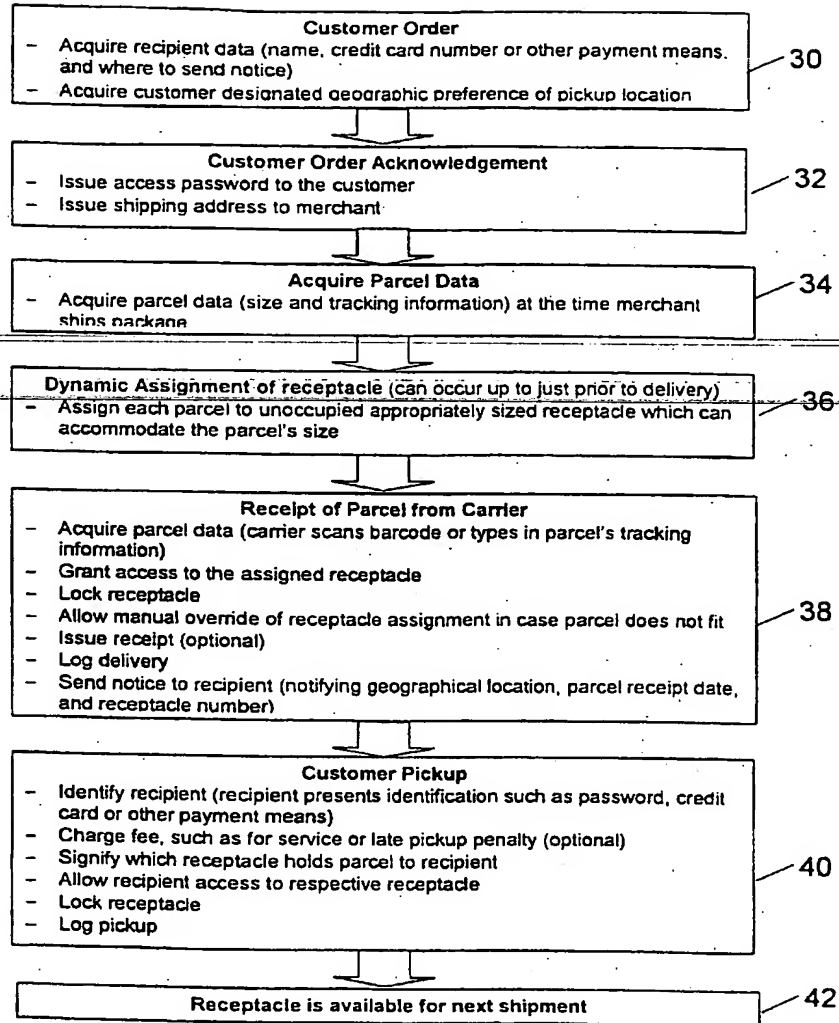 Customer Order
- Acquire recipient data (name, credit card number or other payment means, and where to send notice)
- Acquire customer designated geographic preference of pickup location
30
Customer Order Acknowledgement
- Issue access password to the customer
- Issue shipping address to merchant
32
Acquire Parcel Data
- Acquire parcel data (size and tracking information) at the time merchant ships package
34
Dynamic Assignment of receptacle (can occur up to just prior to delivery)
- Assign each parcel to unoccupied appropriately sized receptacle which can accommodate the parcel's size
36
Receipt of Parcel from Carrier
- Acquire parcel data (carrier scans barcode or types in parcel's tracking information)
- Grant access to the assigned receptacle
- Lock receptacle
- Allow manual override of receptacle assignment in case parcel does not fit
- Issue receipt (optional)
- Log delivery
- Send notice to recipient (notifying geographical location, parcel receipt date, and receptacle number)
38
Customer Pickup
- Identify recipient (recipient presents identification such as password, credit card or other payment means)
- Charge fee, such as for service or late pickup penalty (optional)
- Signify which receptacle holds parcel to recipient
- Allow recipient access to respective receptacle
- Lock receptacle
- Log pickup
40
Receptacle is available for next shipment
42